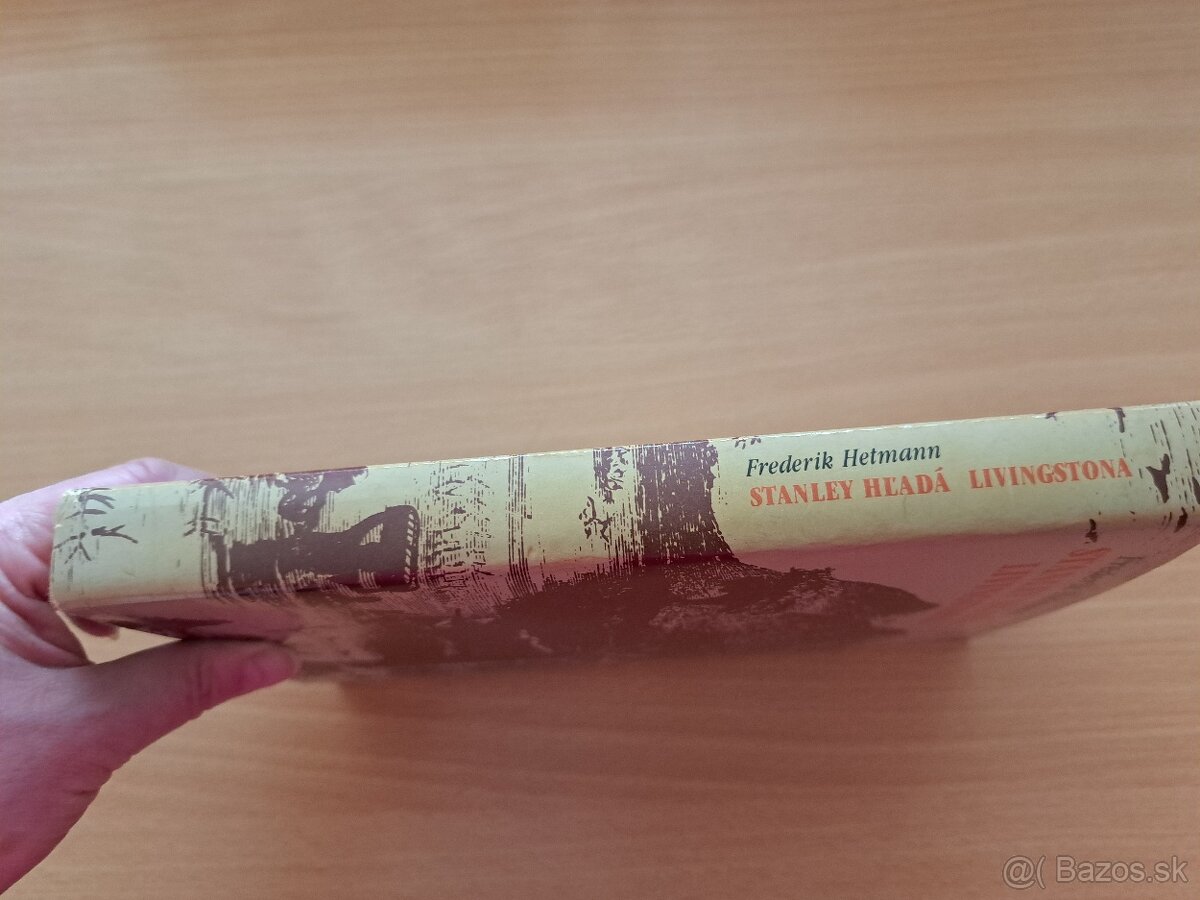 Frederik Hetmann
STANLEY HĽADÁ LIVINGSTONA
@( Bazos.sk